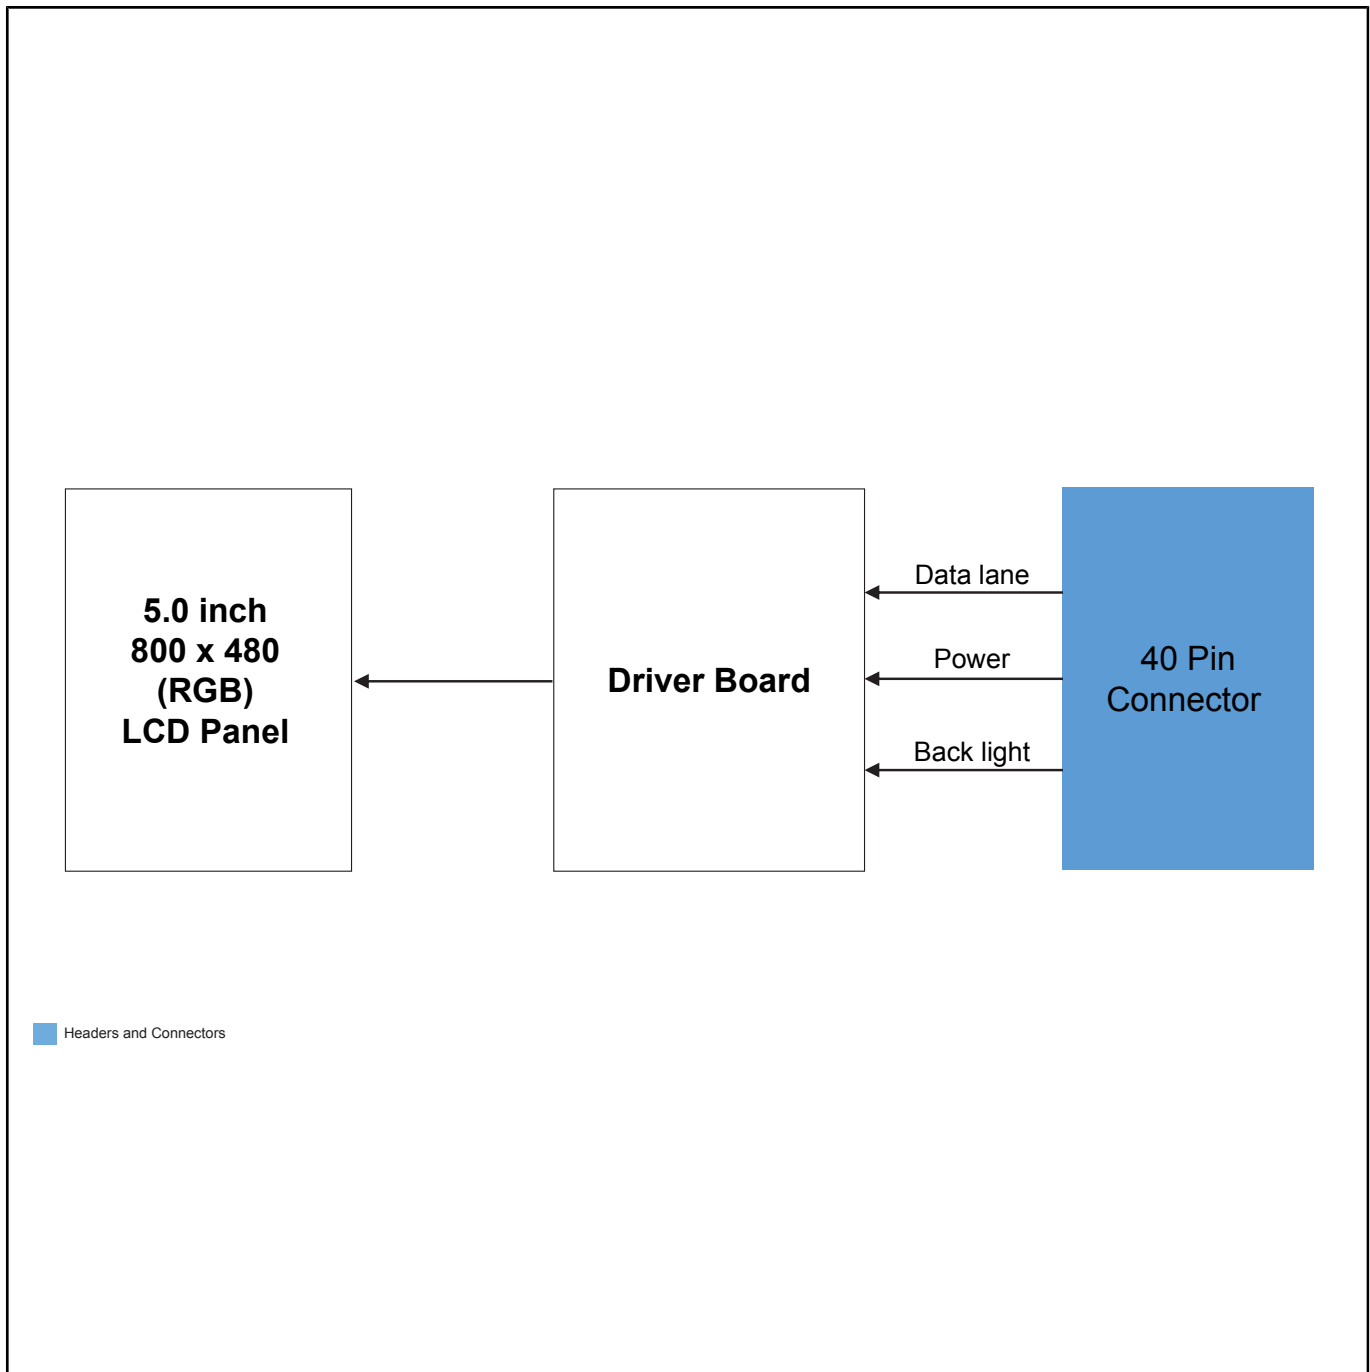 5.0 inch
800 x 480
(RGB)
LCD Panel
Driver Board
Data lane
Power
Back light
40 Pin
Connector
Headers and Connectors